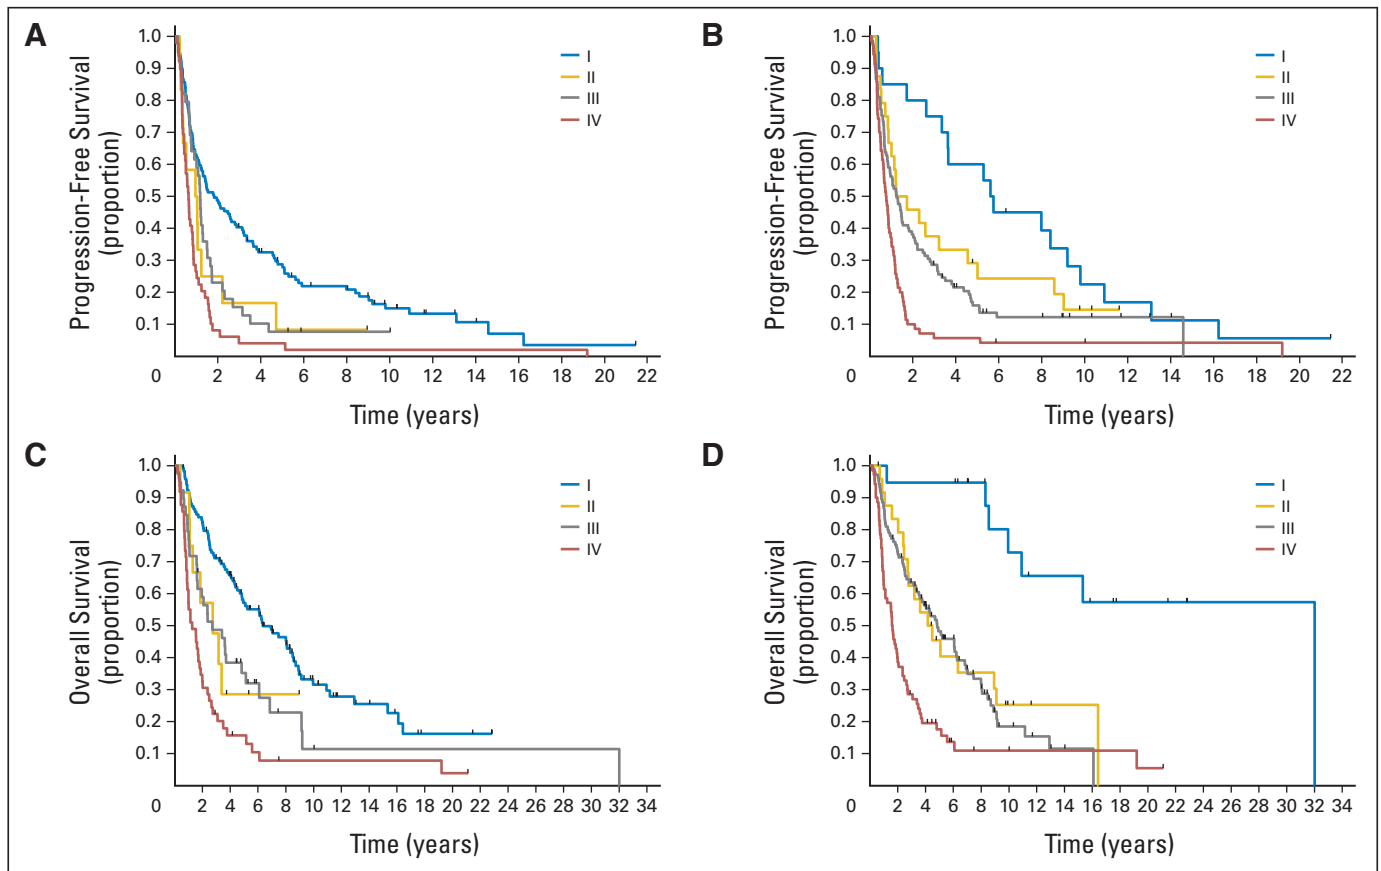 A
Progression-Free Survival
(proportion)
1.0
0.9
0.8
0.7
0.6
0.5
0.4
0.3
0.2
0.1
0 2 4 6 8 10 12 14 16 18 20 22
Time (years)
I
II
III
IV
B
Progression-Free Survival
(proportion)
1.0
0.9
0.8
0.7
0.6
0.5
0.4
0.3
0.2
0.1
0 2 4 6 8 10 12 14 16 18 20 22
Time (years)
I
II
III
IV
C
Overall Survival
(proportion)
1.0
0.9
0.8
0.7
0.6
0.5
0.4
0.3
0.2
0.1
0 2 4 6 8 10 12 14 16 18 20 22 24 26 28 30 32 34
Time (years)
I
II
III
IV
D
Overall Survival
(proportion)
1.0
0.9
0.8
0.7
0.6
0.5
0.4
0.3
0.2
0.1
0 2 4 6 8 10 12 14 16 18 20 22 24 26 28 30 32 34
Time (years)
I
II
III
IV